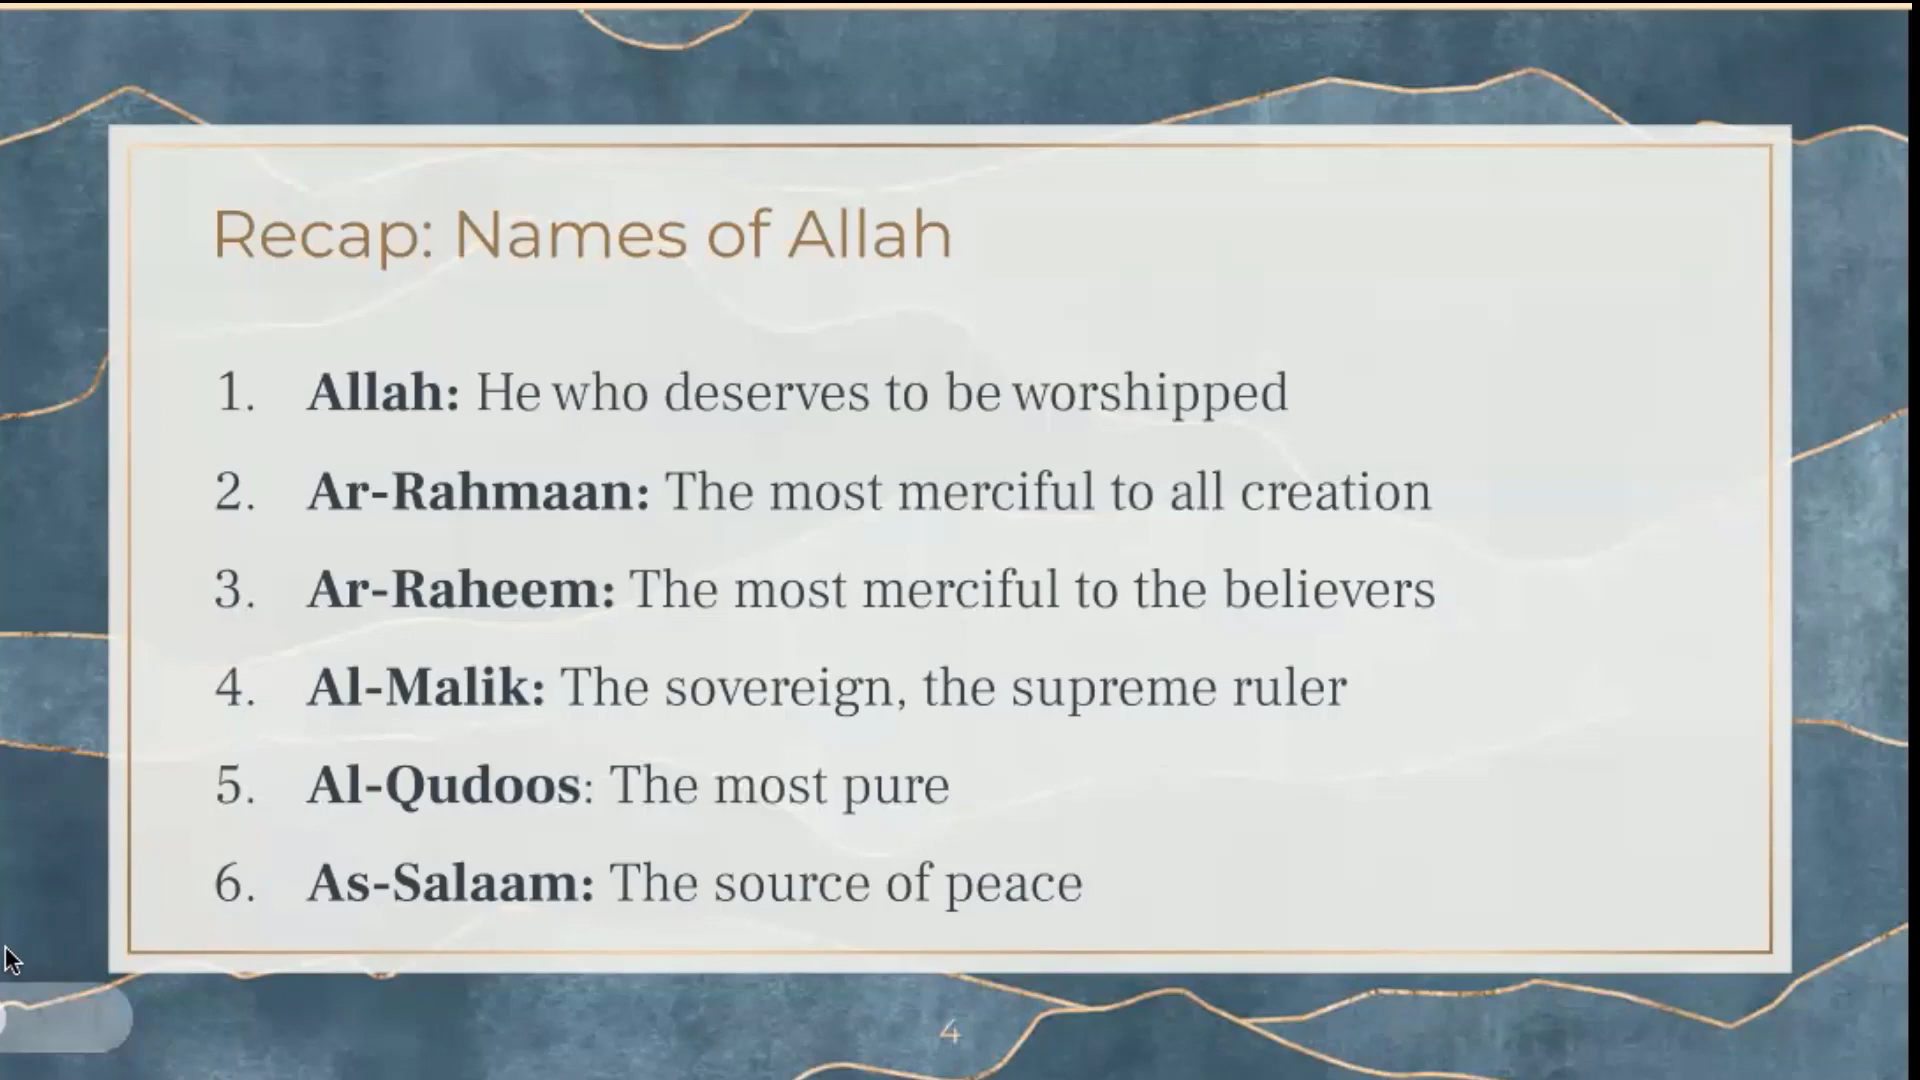 Recap: Names of Allah
1. Allah: He who deserves to be worshipped
2. Ar-Rahmaan: The most merciful to all creation
3. Ar-Raheem: The most merciful to the believers
4. Al-Malik: The sovereign, the supreme ruler
5. Al-Qudoos: The most pure
6. As-Salaam: The source of peace
4